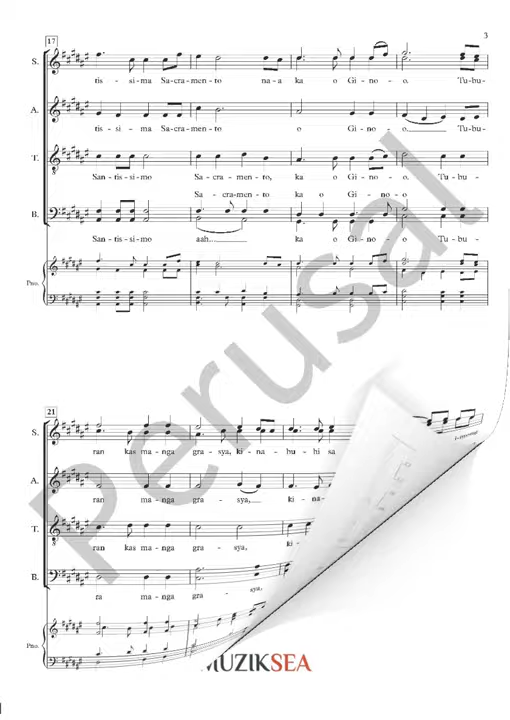 17
3
S.
tis - si - ma Sa-cra-men-to na-a ka o Gi-no - o. Tu-bu-
A.
tis - si - ma Sa-cra-men-to o Gi-no - o. Tu-bu-
T.
San-tis-si-mo Sa-cra-men-to, ka o Gi-no - o Tu-bu-
Sa-cra-men-to ka o Gi-no - o
B.
San-tis-si-mo aah. ka o Gi-no - o Tu-bu-
Pno.
21
S.
ran kas ma-nga gra-sya, ki-na-bu-hi sa
A.
ran kas ma-nga gra - sya, ki-na-
T.
ran kas ma-nga gra - sya, ki-
B.
ra ma-nga gra - sya,
Pno.
Perusal
MUZIKSEA